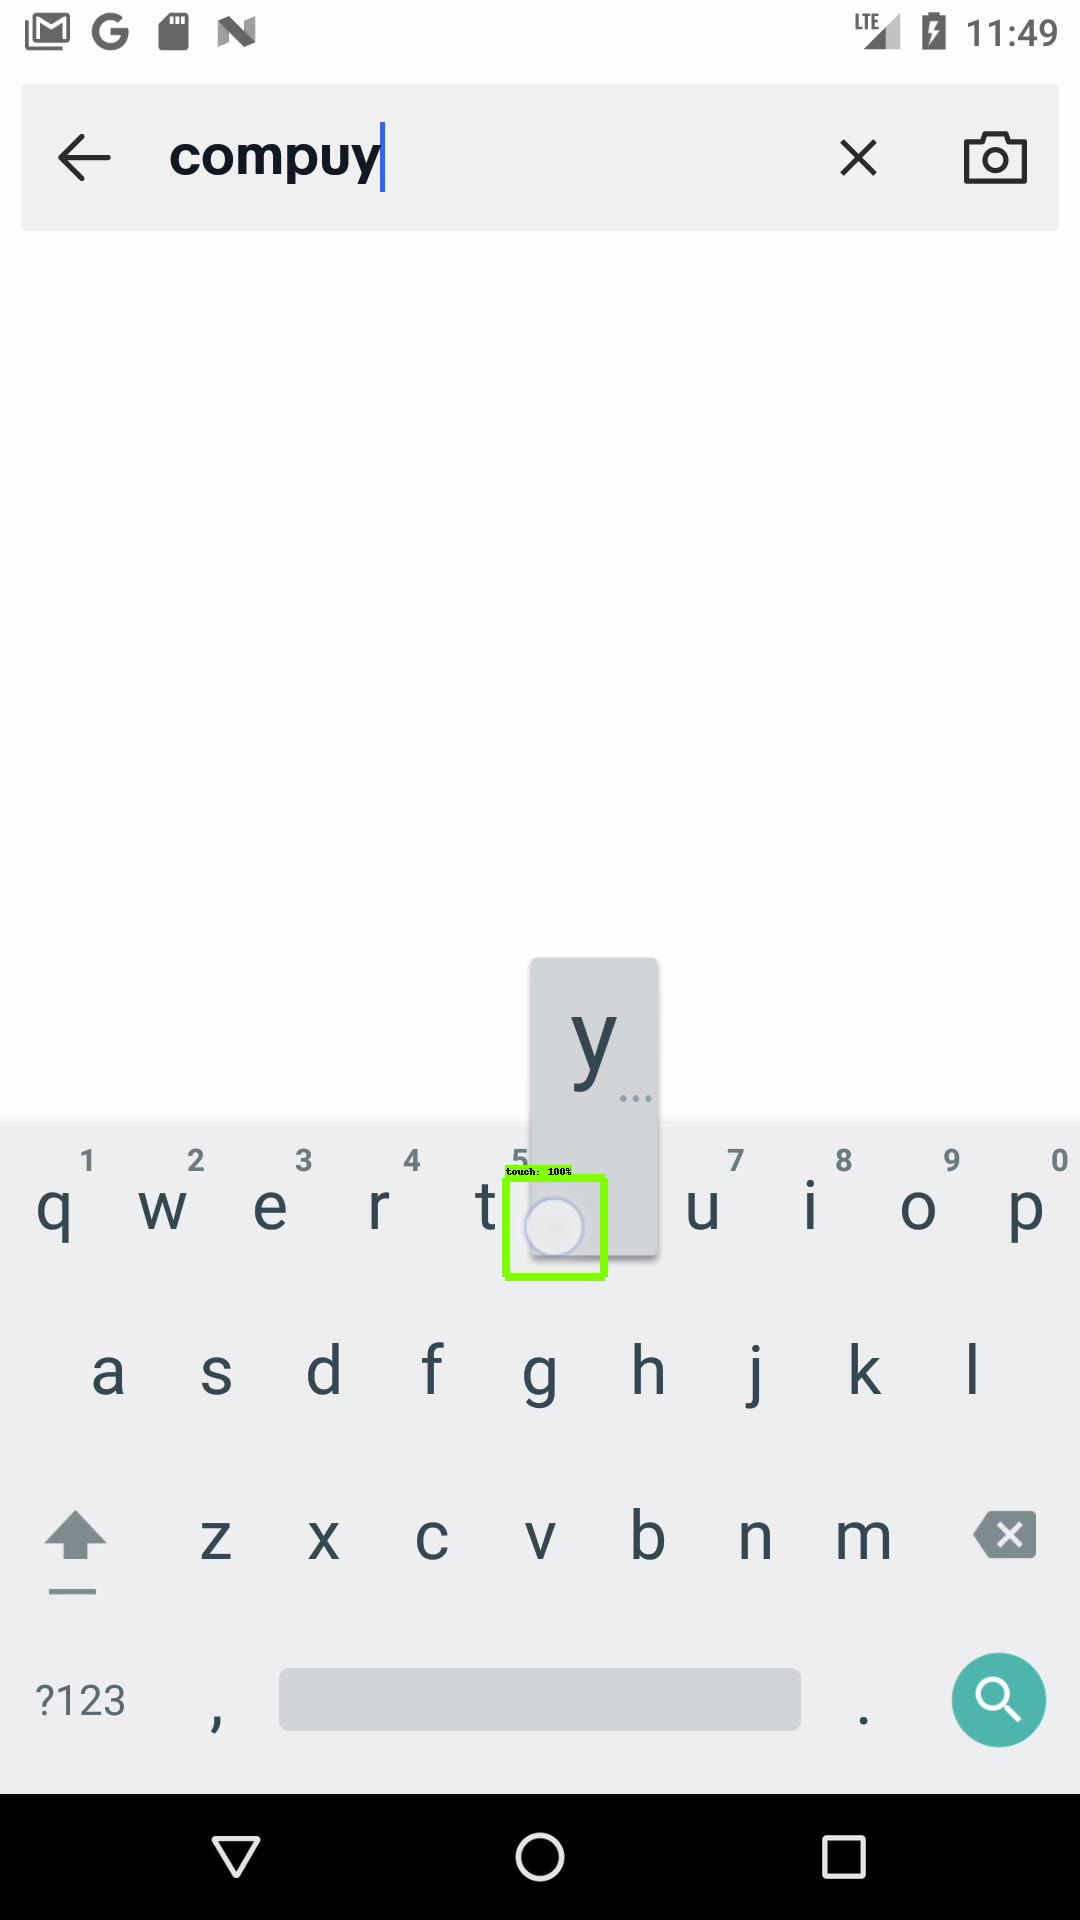 LTE 11:49
compuy
y
...
1 2 3 4 5 7 8 9 0
touch: 100%
q w e r t u i o p
a s d f g h j k l
z x c v b n m
?123 , .